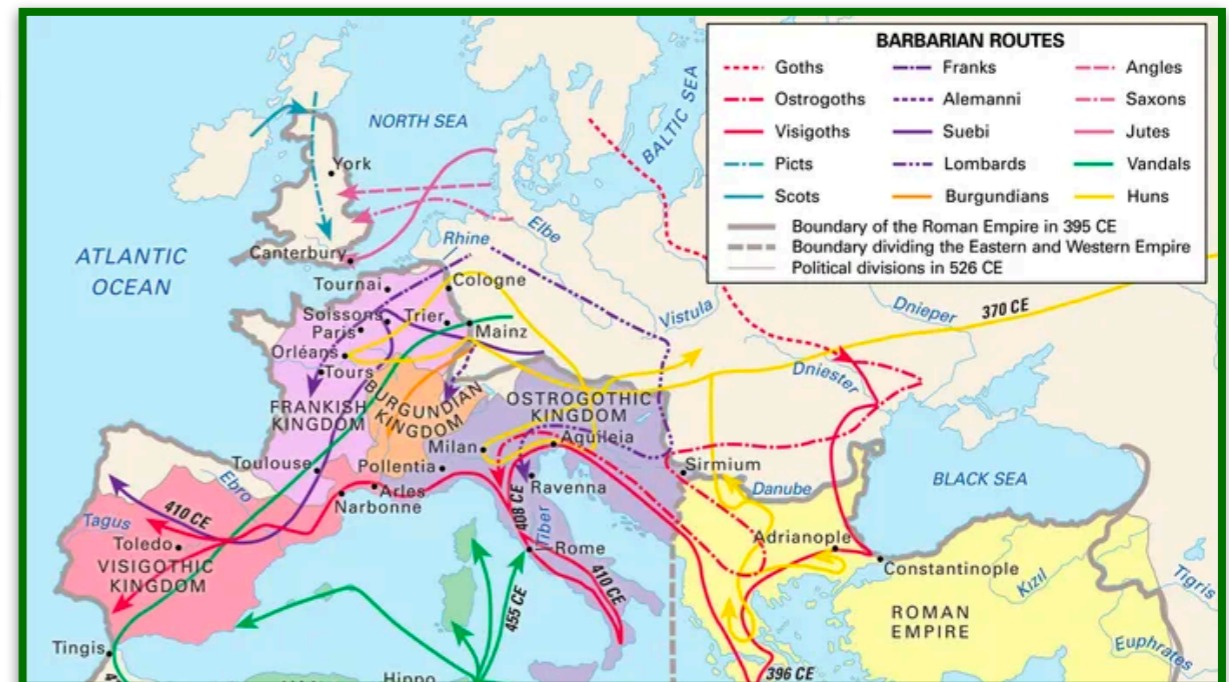 BARBARIAN ROUTES
Goths
Ostrogoths
Visigoths
Picts
Scots
Franks
Alemanni
Suebi
Lombards
Burgundians
Angles
Saxons
Jutes
Vandals
Huns
Boundary of the Roman Empire in 395 CE
Boundary dividing the Eastern and Western Empire
Political divisions in 526 CE
NORTH SEA
BALTIC SEA
York
Elbe
Rhine
Canterbury
ATLANTIC
OCEAN
Tournai
Cologne
Soissons
Trier
Paris
Mainz
Orléans
Tours
Vistula
Dnieper
370 CE
Dniester
FRANKISH
KINGDOM
BURGUNDIAN
KINGDOM
OSTROGOTHIC
KINGDOM
Milan
Aquileia
Toulouse
Pollentia
Sirmium
Ebro
Arles
Narbonne
Ravenna
Danube
BLACK SEA
Tagus
410 CE
408 CE
Tiber
Toledo
Rome
Adrianople
Constantinople
VISIGOTHIC
KINGDOM
410 CE
455 CE
Kızıl
Tigris
ROMAN
EMPIRE
Tingis
Euphrates
Hippo
396 CE